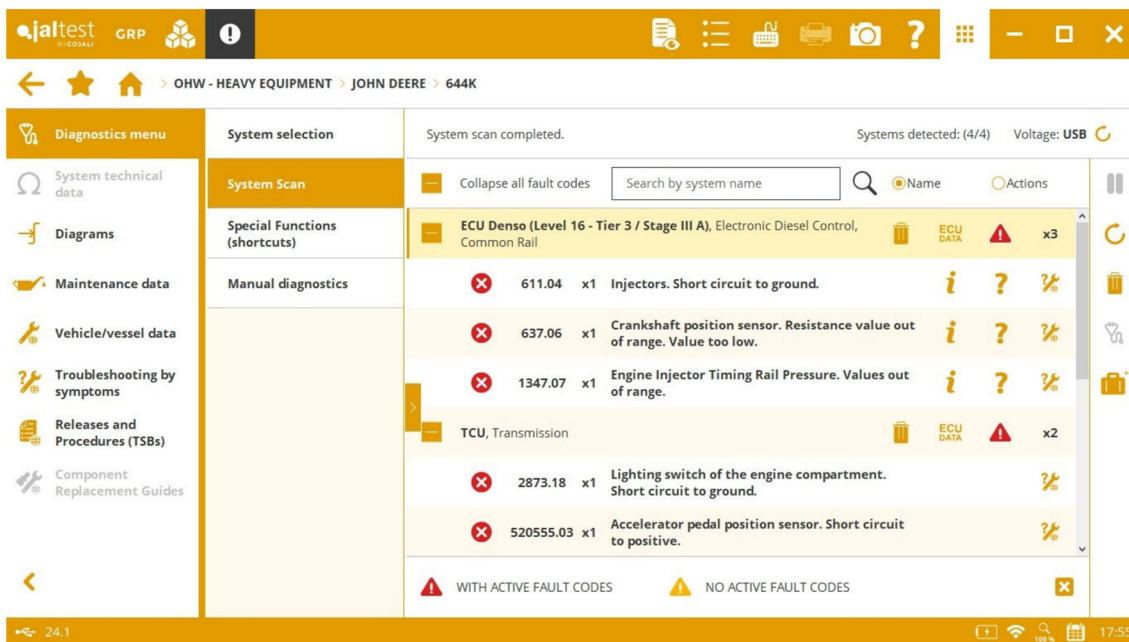 jaltest GRP
BY COJALI
> OHW - HEAVY EQUIPMENT > JOHN DEERE > 644K
Diagnostics menu
System technical
data
Diagrams
Maintenance data
Vehicle/vessel data
Troubleshooting by
symptoms
Releases and
Procedures (TSBs)
Component
Replacement Guides
System selection
System Scan
Special Functions
(shortcuts)
Manual diagnostics
System scan completed. Systems detected: (4/4) Voltage: USB
Collapse all fault codes Search by system name Name Actions
ECU Denso (Level 16 - Tier 3 / Stage III A), Electronic Diesel Control,
Common Rail
ECU
DATA
x3
611.04 x1 Injectors. Short circuit to ground.
637.06 x1 Crankshaft position sensor. Resistance value out
of range. Value too low.
1347.07 x1 Engine Injector Timing Rail Pressure. Values out
of range.
TCU, Transmission
ECU
DATA
x2
2873.18 x1 Lighting switch of the engine compartment.
Short circuit to ground.
520555.03 x1 Accelerator pedal position sensor. Short circuit
to positive.
WITH ACTIVE FAULT CODES NO ACTIVE FAULT CODES
24.1 100 % 17:55